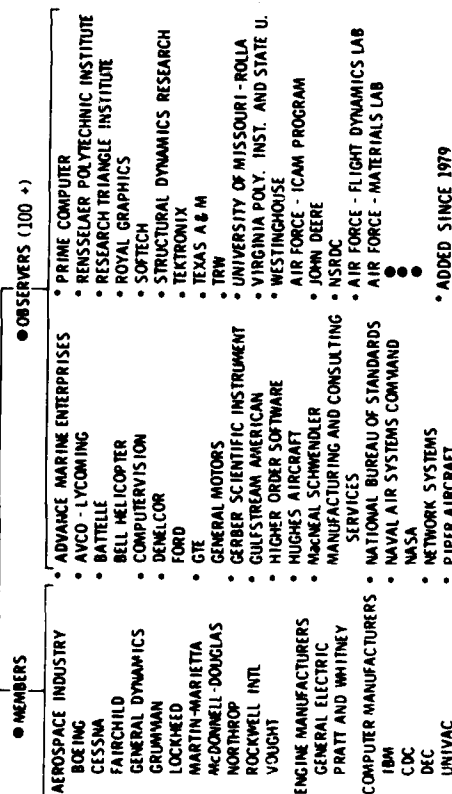 ● MEMBERS
AEROSPACE INDUSTRY
BOEING
CESSNA
FAIRCHILD
GENERAL DYNAMICS
GRUMMAN
LOCKHEED
MARTIN-MARIETTA
McDONNELL-DOUGLAS
NORTHROP
ROCKWELL INTL
VOUGHT
ENGINE MANUFACTURERS
GENERAL ELECTRIC
PRATT AND WHITNEY
COMPUTER MANUFACTURERS
IBM
CDC
DEC
UNIVAC
● OBSERVERS (100 +)
• ADVANCE MARINE ENTERPRISES
• AVCO - LYCOMING
• BATTELLE
BELL HELICOPTER
• COMPUTERVISION
• DENELCOR
FORD
• GTE
GENERAL MOTORS
• GERBER SCIENTIFIC INSTRUMENT
• GULFSTREAM AMERICAN
• HIGHER ORDER SOFTWARE
• HUGHES AIRCRAFT
• MacNEAL SCHWENDLER
• MANUFACTURING AND CONSULTING
SERVICES
• NATIONAL BUREAU OF STANDARDS
• NAVAL AIR SYSTEMS COMMAND
NASA
• NETWORK SYSTEMS
• PIPER AIRCRAFT
• PRIME COMPUTER
• RENSSELAER POLYTECHNIC INSTITUTE
• RESEARCH TRIANGLE INSTITUTE
• ROYAL GRAPHICS
• SOFTECH
• STRUCTURAL DYNAMICS RESEARCH
• TEKTRONIX
• TEXAS A & M
• TRW
• UNIVERSITY OF MISSOURI - ROLLA
• VIRGINIA POLY. INST. AND STATE U.
• WESTINGHOUSE
AIR FORCE - ICAM PROGRAM
• JOHN DEERE
• NSRDC
• AIR FORCE - FLIGHT DYNAMICS LAB
AIR FORCE - MATERIALS LAB
●
●
●
* ADDED SINCE 1979